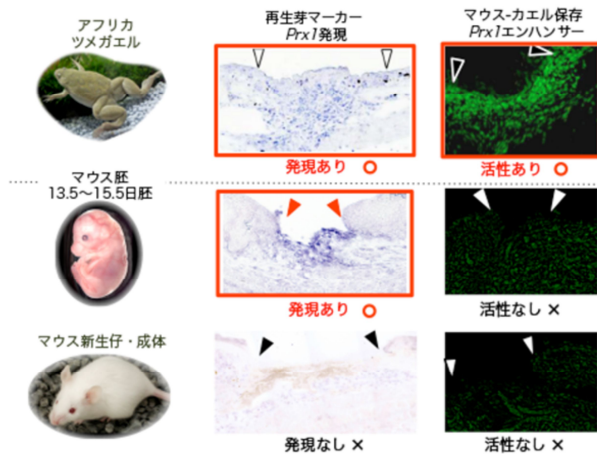 アフリカ
ツメガエル
再生芽マーカー
Prx1発現
マウス-カエル保存
Prx1エンハンサー
発現あり ○
活性あり ○
マウス胚
13.5〜15.5日胚
発現あり ○
活性なし ×
マウス新生仔・成体
発現なし ×
活性なし ×